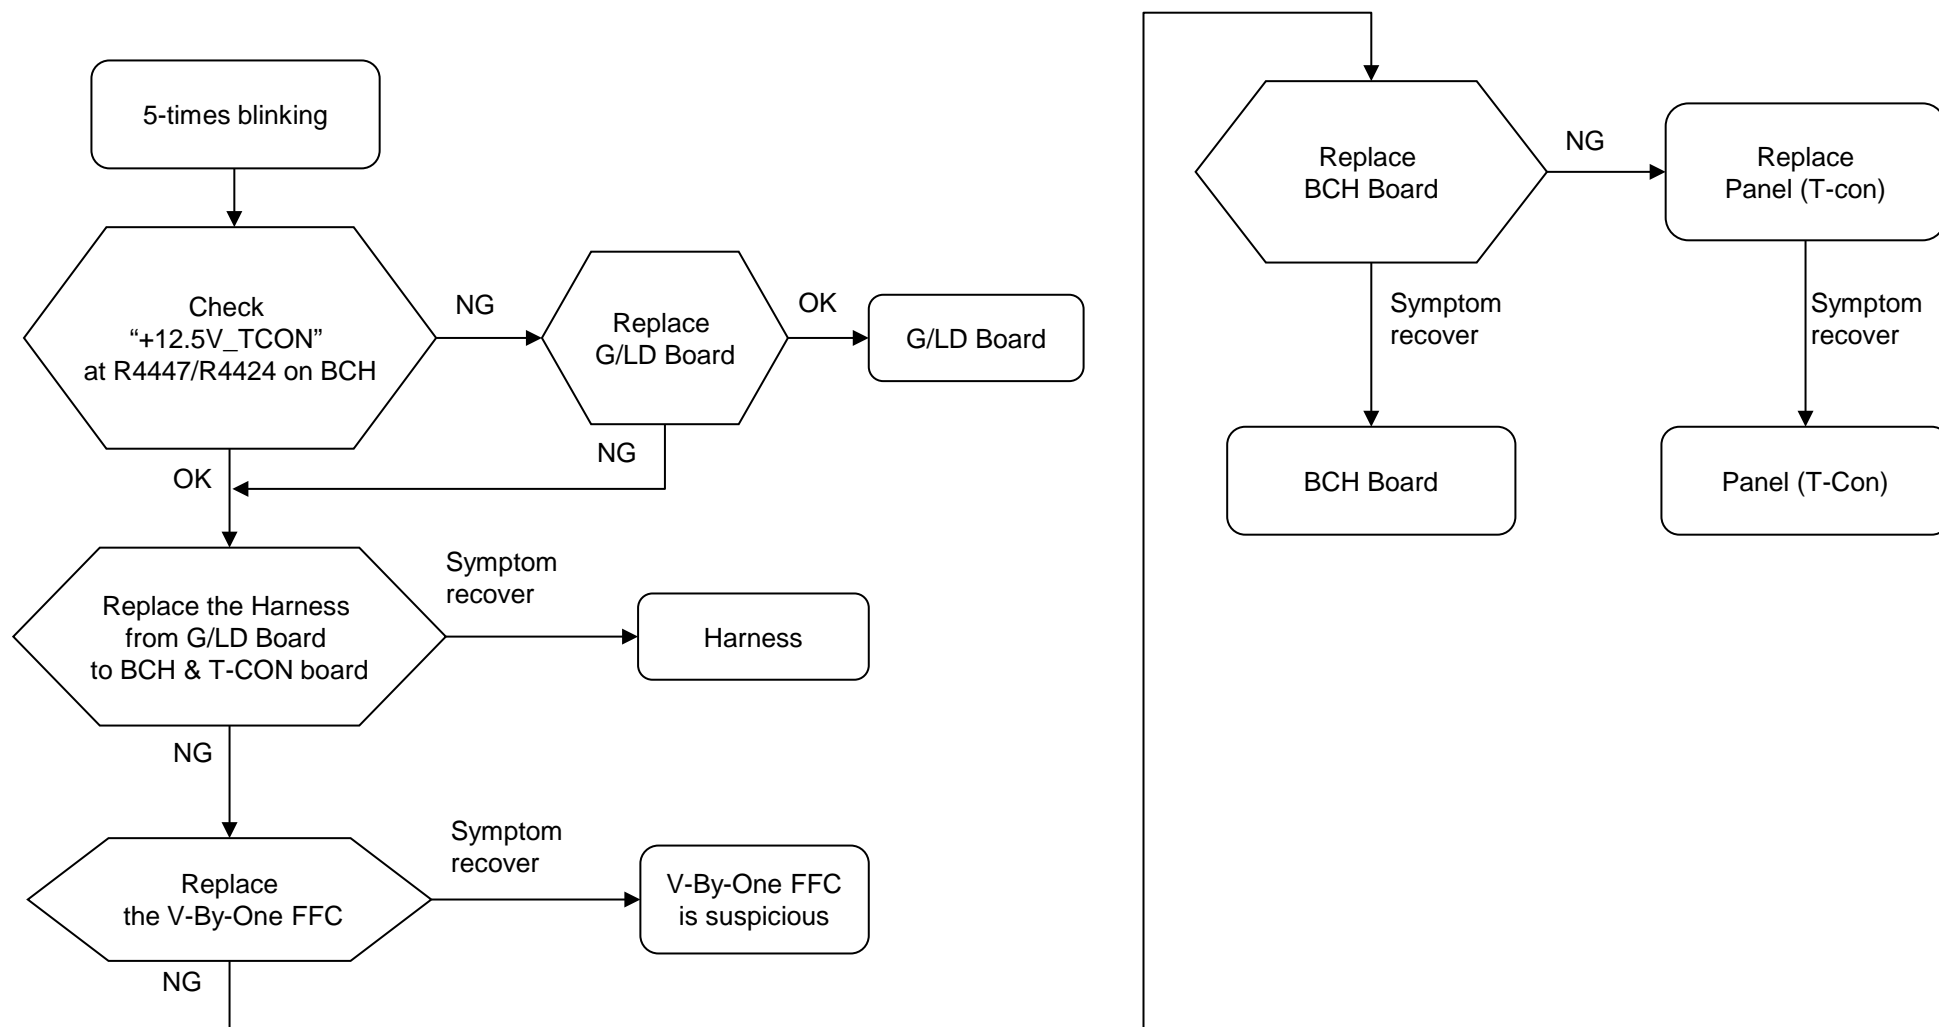 5-times blinking
Check
“+12.5V_TCON”
at R4447/R4424 on BCH
NG
Replace
G/LD Board
OK
G/LD Board
NG
OK
Replace the Harness
from G/LD Board
to BCH & T-CON board
Symptom
recover
Harness
NG
Replace
the V-By-One FFC
Symptom
recover
V-By-One FFC
is suspicious
NG
Replace
BCH Board
NG
Replace
Panel (T-con)
Symptom
recover
Symptom
recover
BCH Board
Panel (T-Con)